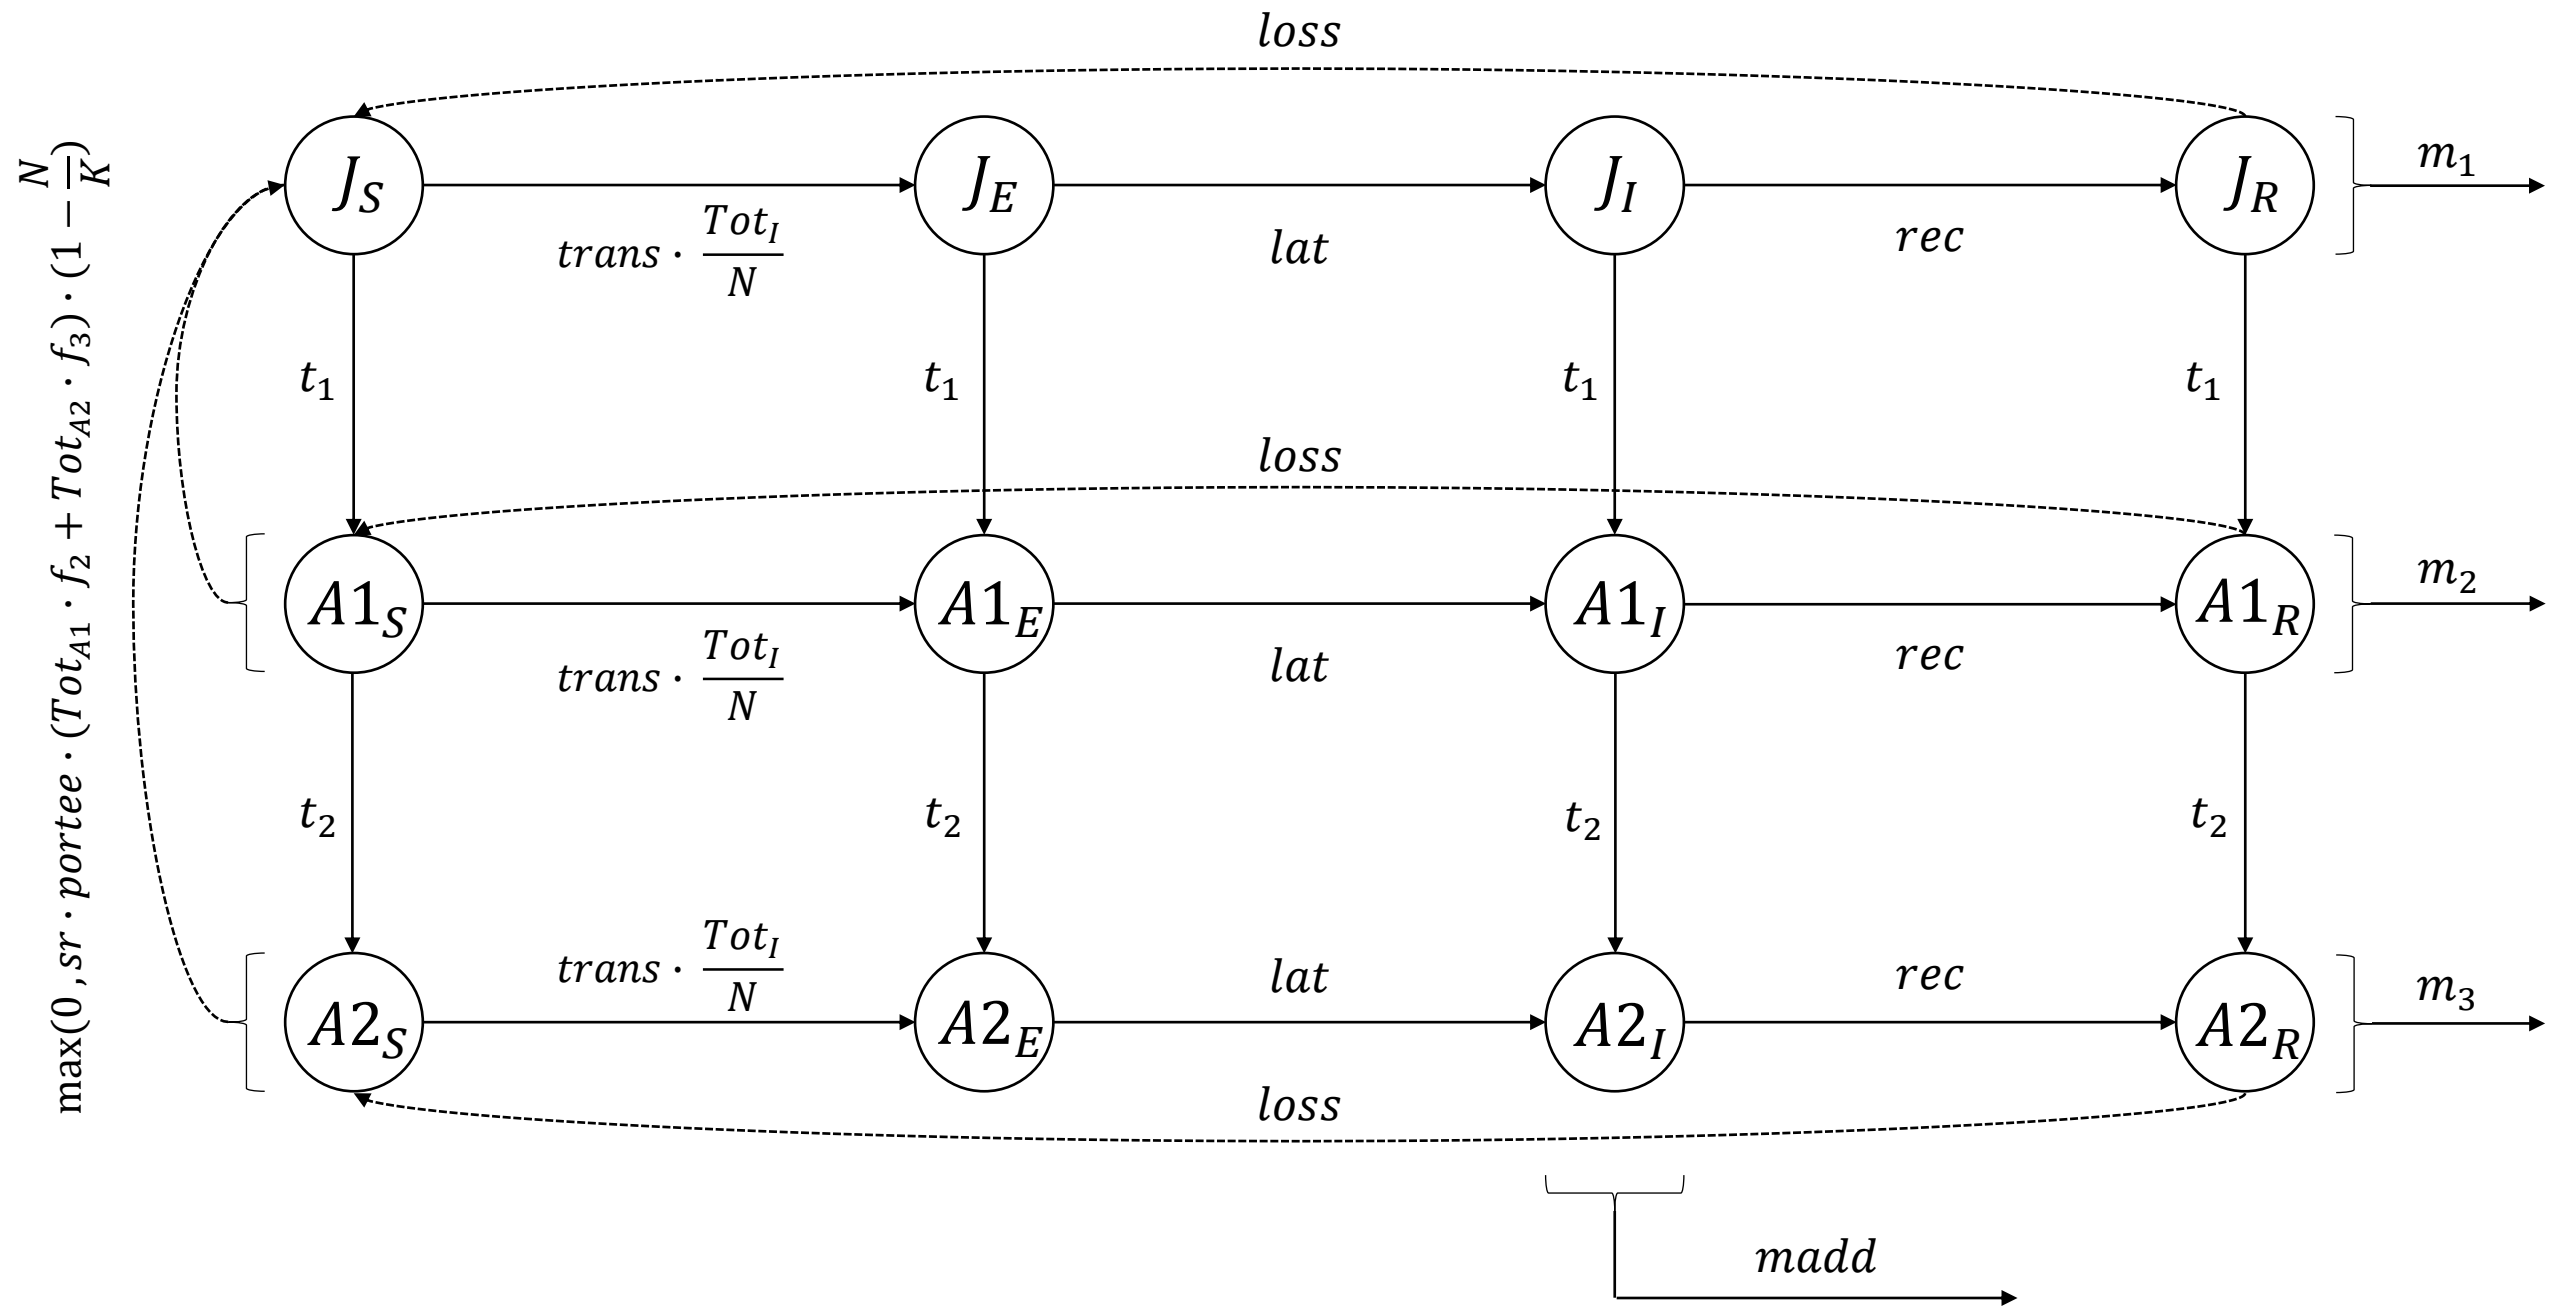 max(0, sr · portee · (Tot_A1 · f_2 + Tot_A2 · f_3) · (1 − N/K)
loss
J_S
J_E
J_I
J_R
m_1
trans · Tot_I/N
lat
rec
t_1
t_1
t_1
t_1
loss
A1_S
A1_E
A1_I
A1_R
m_2
trans · Tot_I/N
lat
rec
t_2
t_2
t_2
t_2
trans · Tot_I/N
lat
rec
A2_S
A2_E
A2_I
A2_R
m_3
loss
madd